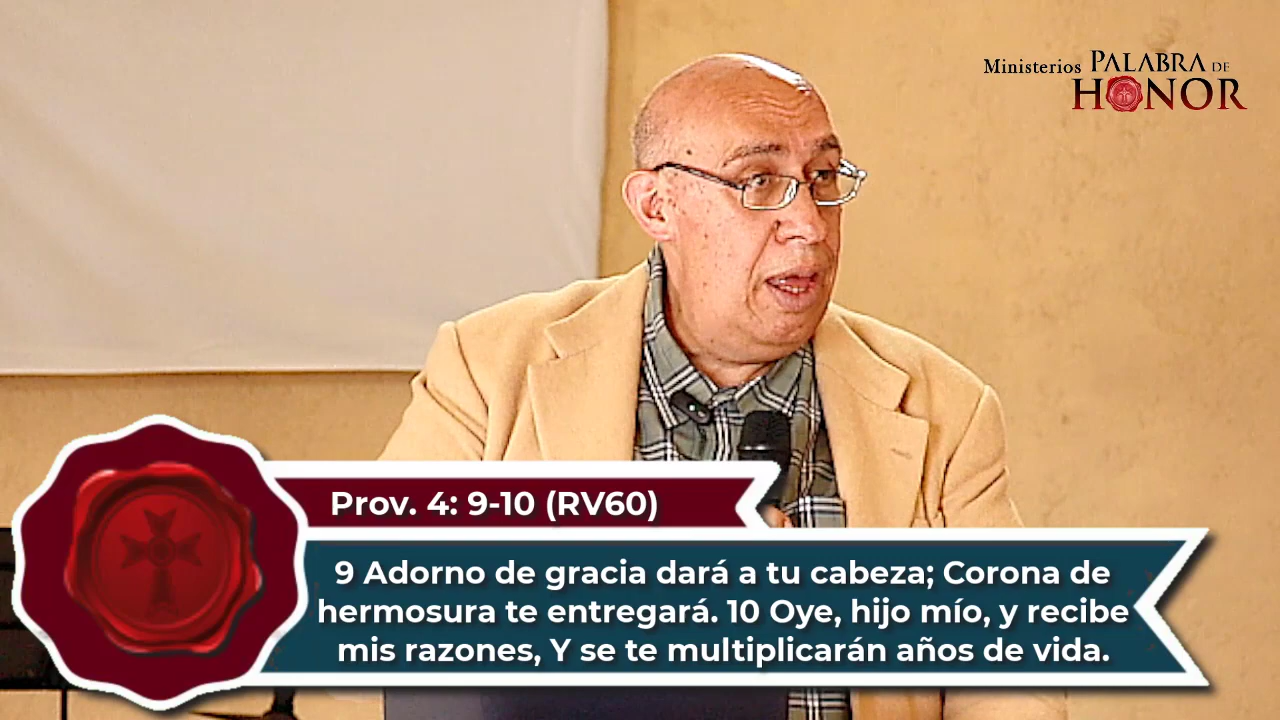 Ministerios PALABRA DE
HONOR
Prov. 4: 9-10 (RV60)
9 Adorno de gracia dará a tu cabeza; Corona de
hermosura te entregará. 10 Oye, hijo mío, y recibe
mis razones, Y se te multiplicarán años de vida.